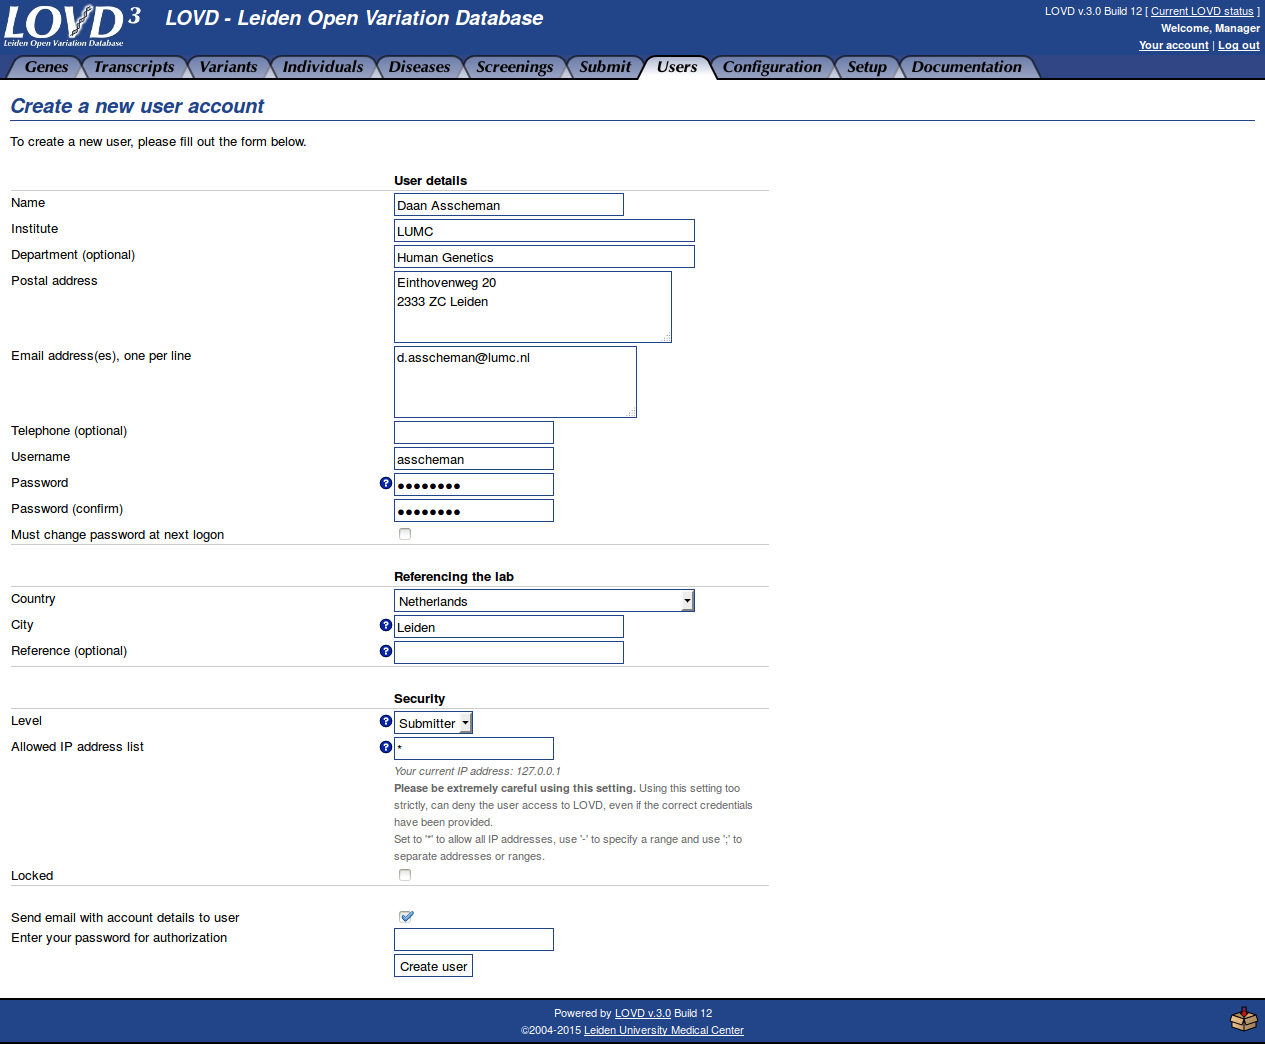 LOVD 3
Leiden Open Variation Database
LOVD - Leiden Open Variation Database
LOVD v.3.0 Build 12 [ Current LOVD status ]
Welcome, Manager
Your account | Log out
Genes Transcripts Variants Individuals Diseases Screenings Submit Users Configuration Setup Documentation
Create a new user account
To create a new user, please fill out the form below.
User details
Name Daan Asscheman
Institute LUMC
Department (optional) Human Genetics
Postal address Einthovenweg 20
2333 ZC Leiden
Email address(es), one per line d.asscheman@lumc.nl
Telephone (optional)
Username asscheman
Password ? ●●●●●●●●
Password (confirm) ●●●●●●●●
Must change password at next logon
Referencing the lab
Country Netherlands
City ? Leiden
Reference (optional) ?
Security
Level ? Submitter
Allowed IP address list ? *
Your current IP address: 127.0.0.1
Please be extremely careful using this setting. Using this setting too
strictly, can deny the user access to LOVD, even if the correct credentials
have been provided.
Set to '*' to allow all IP addresses, use '-' to specify a range and use ';' to
separate addresses or ranges.
Locked
Send email with account details to user
Enter your password for authorization
Create user
Powered by LOVD v.3.0 Build 12
©2004-2015 Leiden University Medical Center